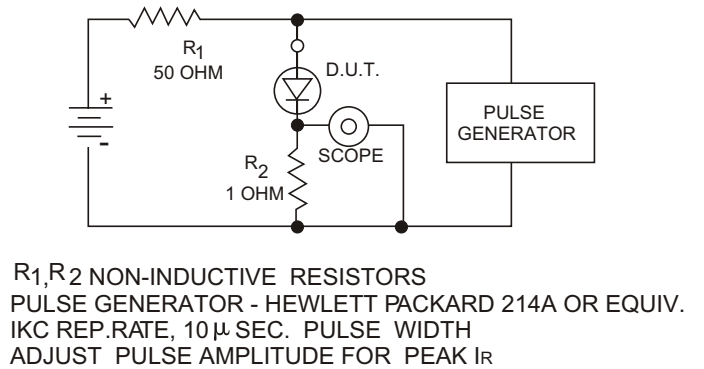 R1
50 OHM
D.U.T.
+
-
PULSE
GENERATOR
SCOPE
R2
1 OHM
R1,R2 NON-INDUCTIVE RESISTORS
PULSE GENERATOR - HEWLETT PACKARD 214A OR EQUIV.
IKC REP.RATE, 10 μ SEC. PULSE WIDTH
ADJUST PULSE AMPLITUDE FOR PEAK IR